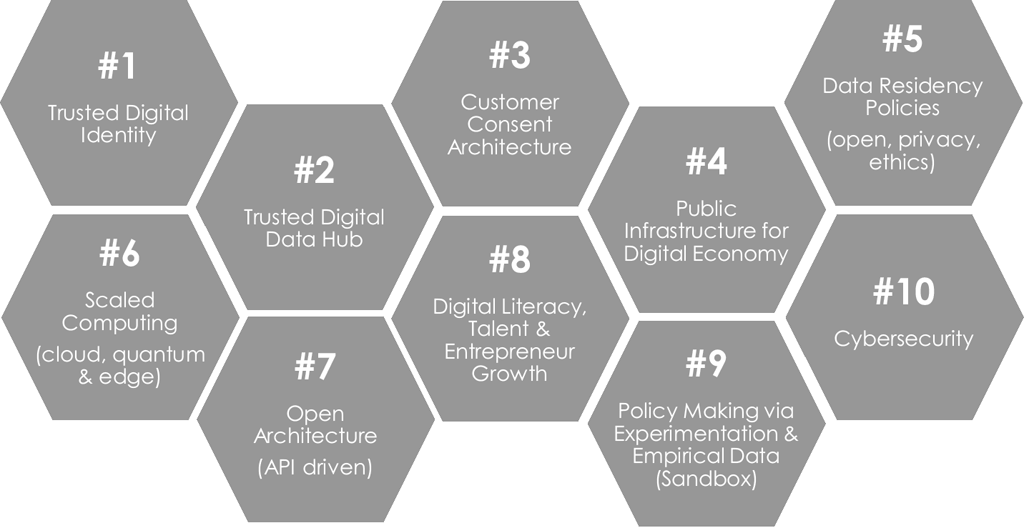 #1
Trusted Digital
Identity
#2
Trusted Digital
Data Hub
#3
Customer
Consent
Architecture
#4
Public
Infrastructure for
Digital Economy
#5
Data Residency
Policies
(open, privacy,
ethics)
#6
Scaled
Computing
(cloud, quantum
& edge)
#7
Open
Architecture
(API driven)
#8
Digital Literacy,
Talent &
Entrepreneur
Growth
#9
Policy Making via
Experimentation &
Empirical Data
(Sandbox)
#10
Cybersecurity